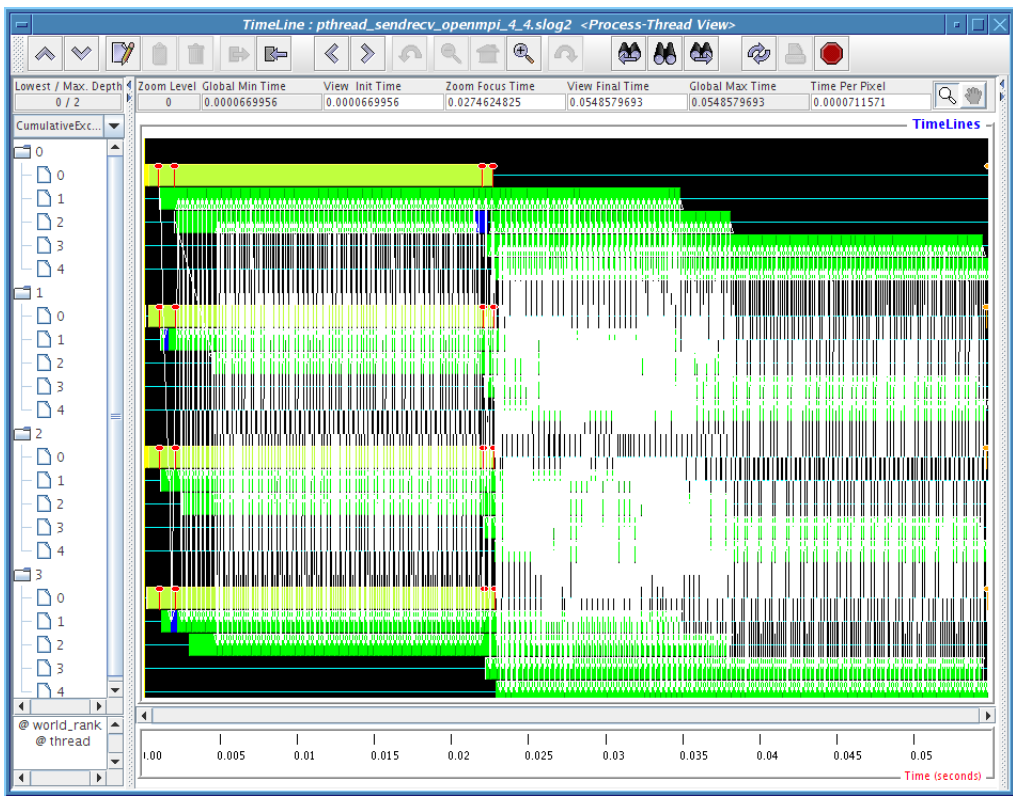 TimeLine : pthread_sendrecv_openmpi_4_4.slog2 <Process-Thread View>
Lowest / Max. Depth Zoom Level Global Min Time View Init Time Zoom Focus Time View Final Time Global Max Time Time Per Pixel
0 / 2 0 0.0000669956 0.0000669956 0.0274624825 0.0548579693 0.0548579693 0.0000711571
CumulativeExc...
TimeLines
0
0
1
2
3
4
1
0
1
2
3
4
2
0
1
2
3
4
3
0
1
2
3
4
@ world_rank
@ thread
0.005 0.01 0.015 0.02 0.025 0.03 0.035 0.04 0.045 0.05
Time (seconds)